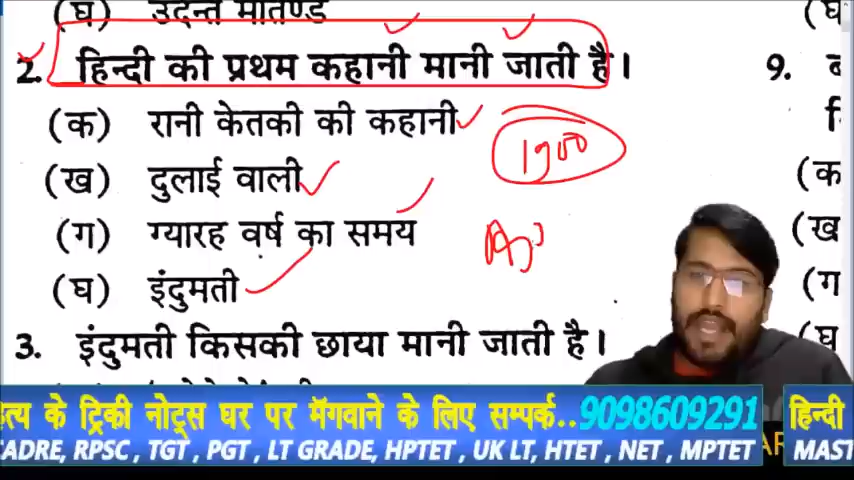 (घ) उदन्त मार्तण्ड
2. हिन्दी की प्रथम कहानी मानी जाती है।
(क) रानी केतकी की कहानी
1900
(ख) दुलाई वाली
(ग) ग्यारह वर्ष का समय
(घ) इंदुमती
3. इंदुमती किसकी छाया मानी जाती है।
(घ
9.
(क
(ख
(ग
(घ
के ट्रिकी नोट्स घर पर मॅगवाने के लिए सम्पर्क..9098609291 हिन्दी
CADRE, RPSC , TGT , PGT , LT GRADE, HPTET , UK LT, HTET , NET , MPTET MAST